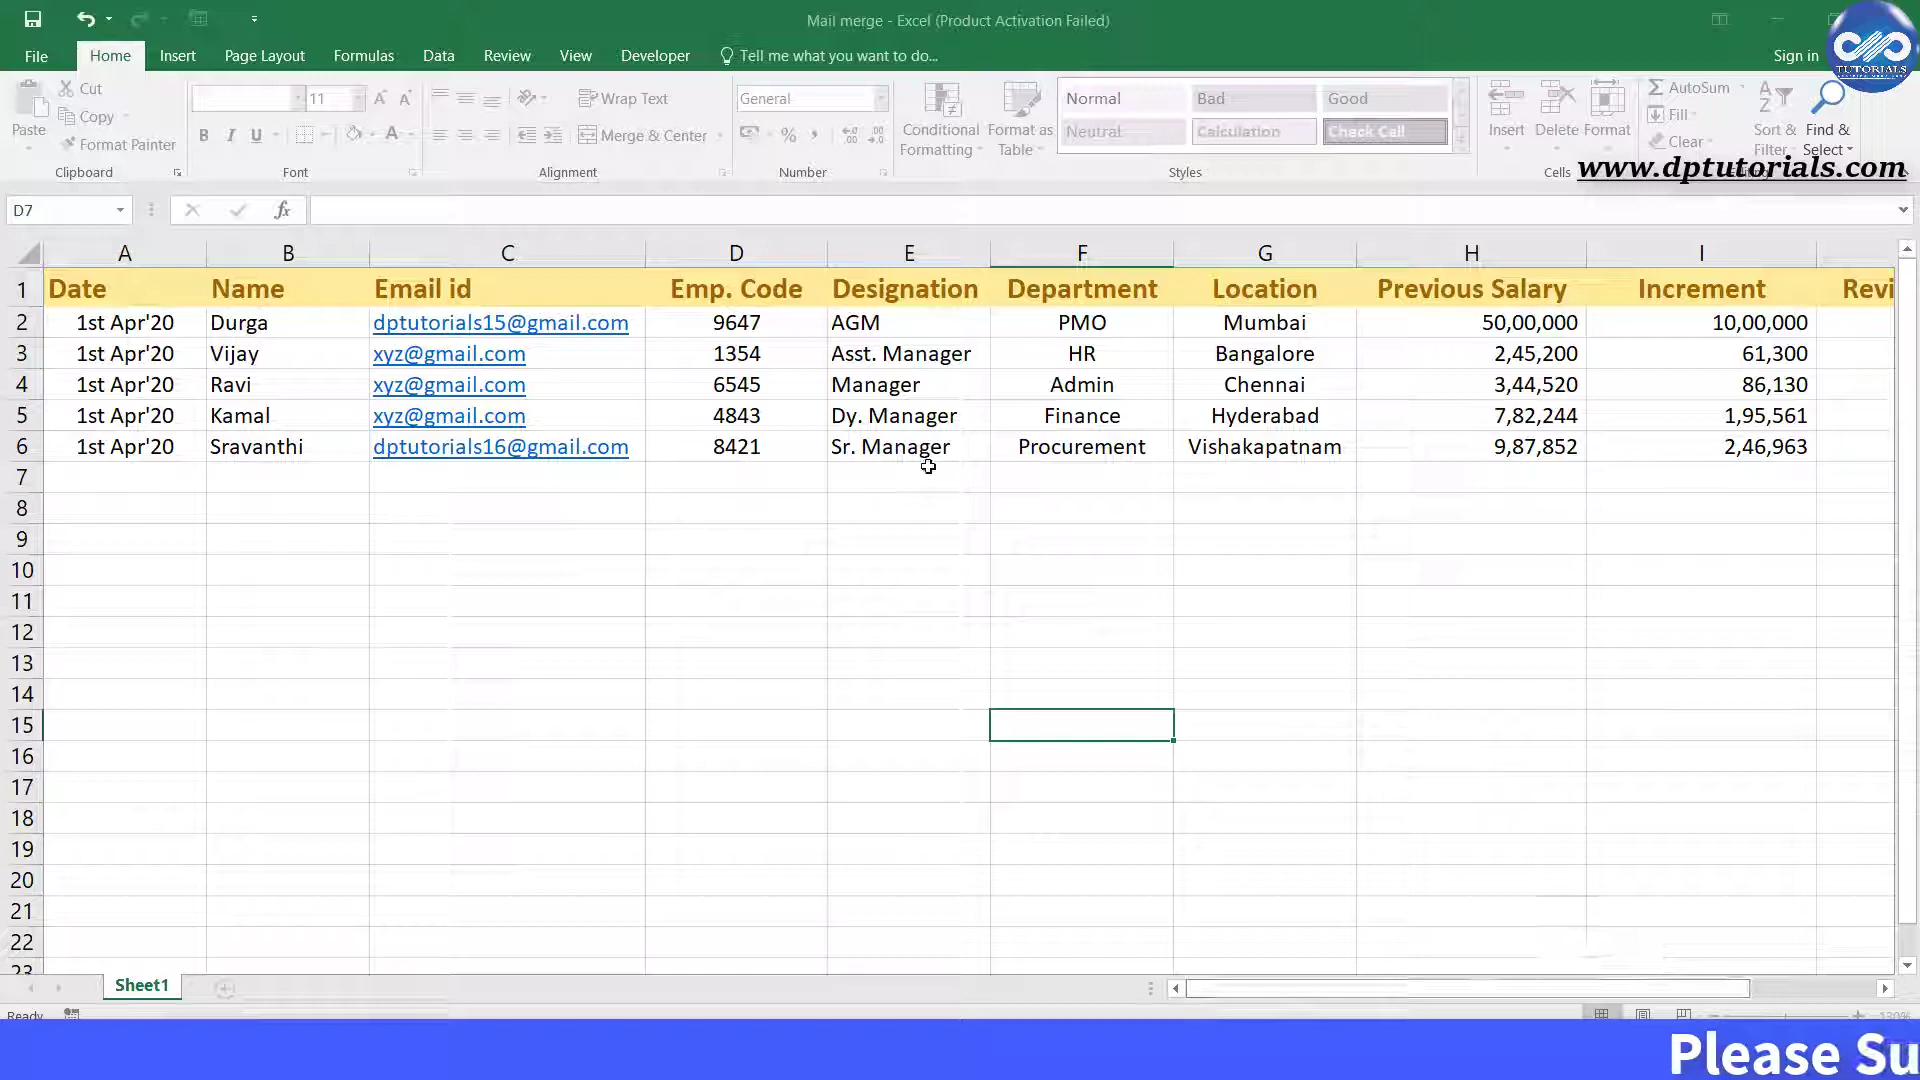 Mail merge - Excel (Product Activation Failed)
File Home Insert Page Layout Formulas Data Review View Developer Tell me what you want to do... Sign in
TUTORIALS
Paste Cut Copy Format Painter Clipboard
11 B I U Font
Wrap Text Merge & Center Alignment
General % Number
Conditional Formatting Format as Table Normal Bad Good Neutral Calculation Check Cell Styles
Insert Delete Format Cells
AutoSum Fill Clear Sort & Filter Find & Select
www.dptutorials.com
D7 fx
A B C D E F G H I
1 Date Name Email id Emp. Code Designation Department Location Previous Salary Increment Revi
2 1st Apr'20 Durga dptutorials15@gmail.com 9647 AGM PMO Mumbai 50,00,000 10,00,000
3 1st Apr'20 Vijay xyz@gmail.com 1354 Asst. Manager HR Bangalore 2,45,200 61,300
4 1st Apr'20 Ravi xyz@gmail.com 6545 Manager Admin Chennai 3,44,520 86,130
5 1st Apr'20 Kamal xyz@gmail.com 4843 Dy. Manager Finance Hyderabad 7,82,244 1,95,561
6 1st Apr'20 Sravanthi dptutorials16@gmail.com 8421 Sr. Manager Procurement Vishakapatnam 9,87,852 2,46,963
7
8
9
10
11
12
13
14
15
16
17
18
19
20
21
22
23
Sheet1
Ready 130%
Please Su